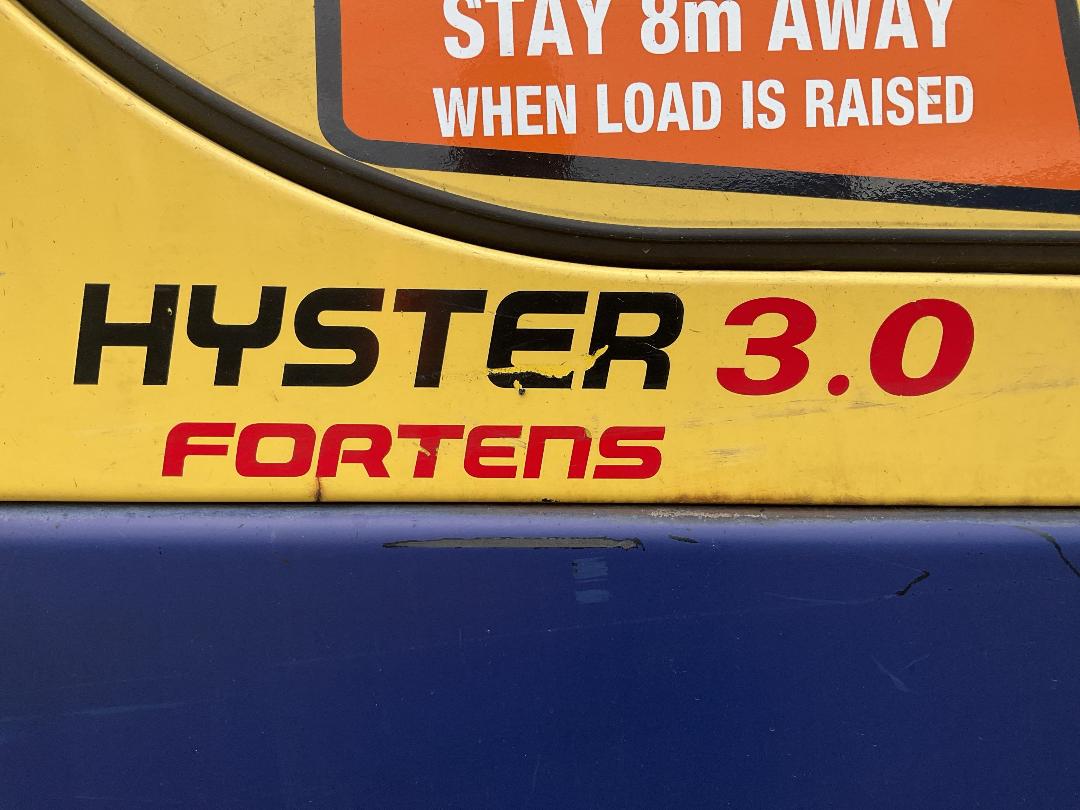 STAY 8m AWAY
WHEN LOAD IS RAISED
HYSTER 3.0
FORTENS